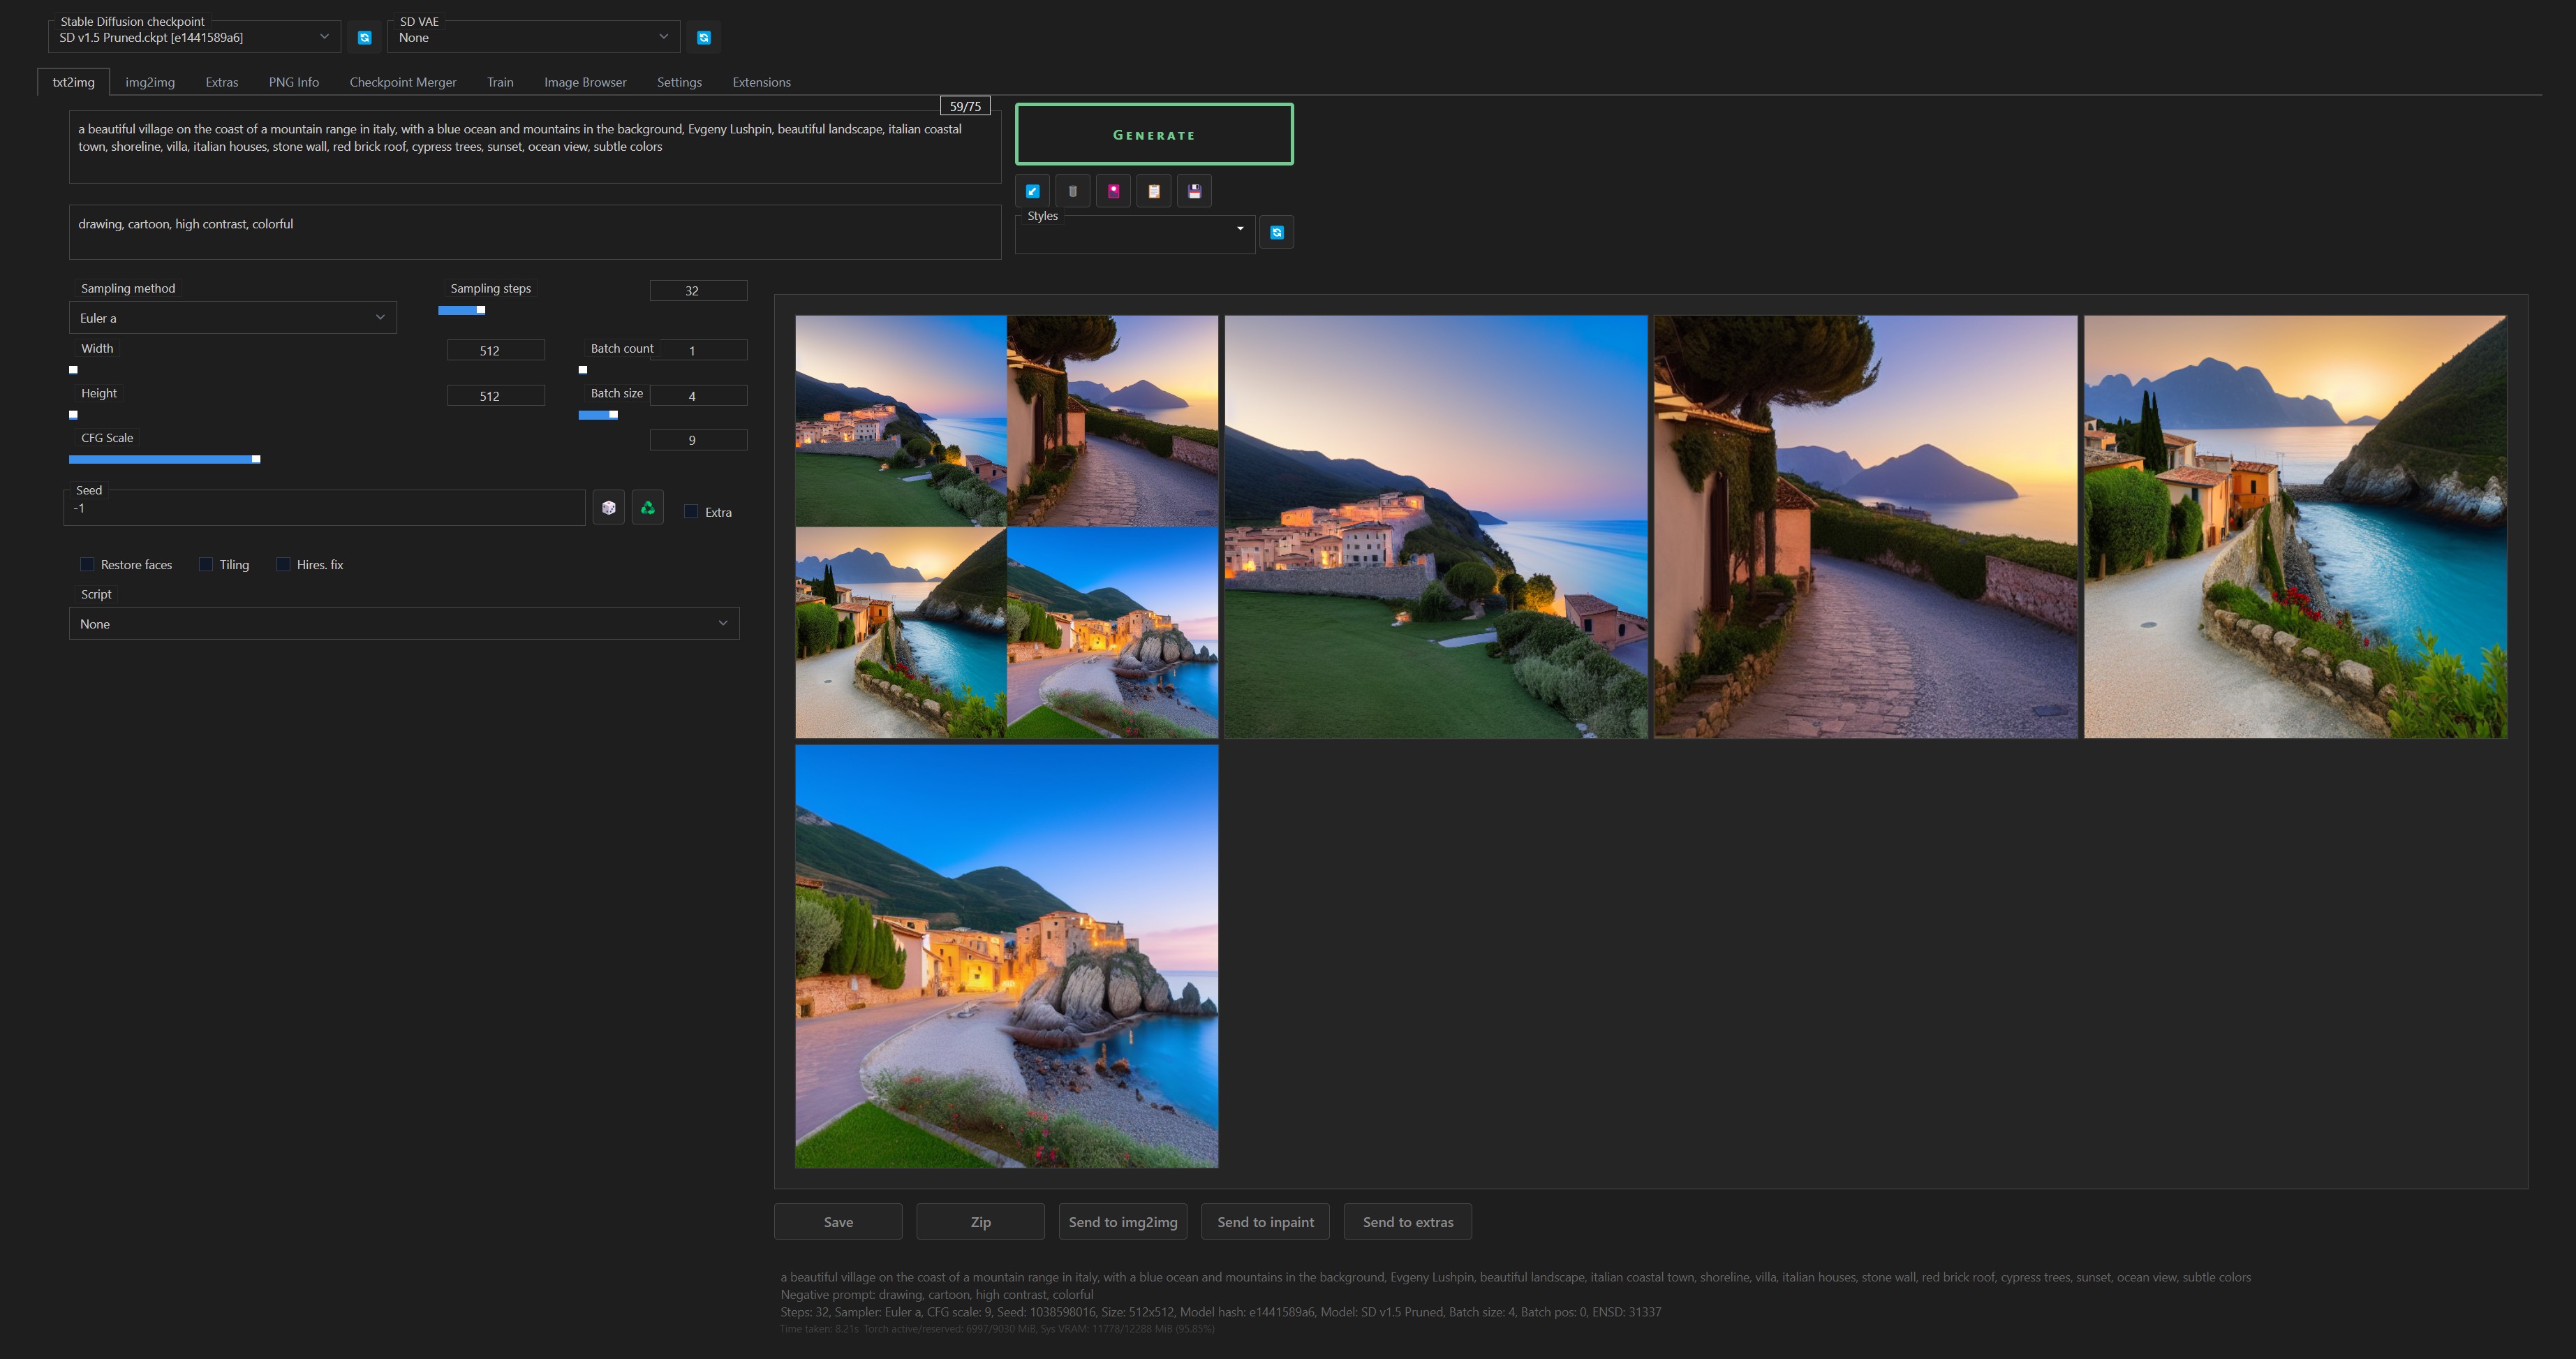 Stable Diffusion checkpoint
SD v1.5 Pruned.ckpt [e1441589a6]
SD VAE
None
txt2img
img2img
Extras
PNG Info
Checkpoint Merger
Train
Image Browser
Settings
Extensions
59/75
a beautiful village on the coast of a mountain range in italy, with a blue ocean and mountains in the background, Evgeny Lushpin, beautiful landscape, italian coastal
town, shoreline, villa, italian houses, stone wall, red brick roof, cypress trees, sunset, ocean view, subtle colors
GENERATE
drawing, cartoon, high contrast, colorful
Styles
Sampling method
Euler a
Sampling steps
32
Width
512
Batch count
1
Height
512
Batch size
4
CFG Scale
9
Seed
-1
Extra
Restore faces
Tiling
Hires. fix
Script
None
Save
Zip
Send to img2img
Send to inpaint
Send to extras
a beautiful village on the coast of a mountain range in italy, with a blue ocean and mountains in the background, Evgeny Lushpin, beautiful landscape, italian coastal town, shoreline, villa, italian houses, stone wall, red brick roof, cypress trees, sunset, ocean view, subtle colors
Negative prompt: drawing, cartoon, high contrast, colorful
Steps: 32, Sampler: Euler a, CFG scale: 9, Seed: 1038598016, Size: 512x512, Model hash: e1441589a6, Model: SD v1.5 Pruned, Batch size: 4, Batch pos: 0, ENSD: 31337
Time taken: 8.21s Torch active/reserved: 6997/9030 MiB, Sys VRAM: 11778/12288 MiB (95.85%)